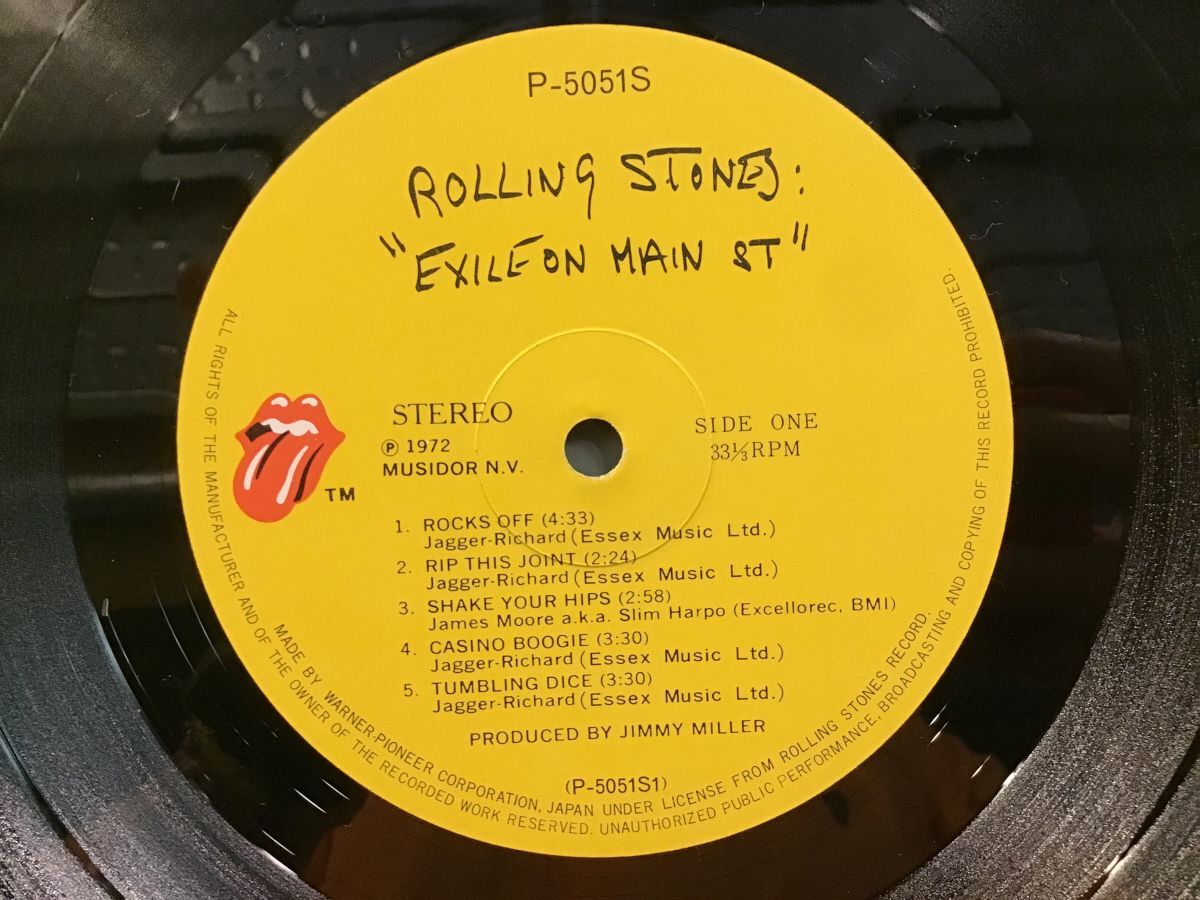 P-5051S
ROLLING STONES:
"EXILE ON MAIN ST"
STEREO
Ⓟ 1972
MUSIDOR N.V.
SIDE ONE
33⅓RPM
TM
1. ROCKS OFF (4:33)
Jagger-Richard (Essex Music Ltd.)
2. RIP THIS JOINT (2:24)
Jagger-Richard (Essex Music Ltd.)
3. SHAKE YOUR HIPS (2:58)
James Moore a.k.a. Slim Harpo (Excellorec, BMI)
4. CASINO BOOGIE (3:30)
Jagger-Richard (Essex Music Ltd.)
5. TUMBLING DICE (3:30)
Jagger-Richard (Essex Music Ltd.)
PRODUCED BY JIMMY MILLER
(P-5051S1)
MADE BY WARNER-PIONEER CORPORATION, JAPAN UNDER LICENSE FROM ROLLING STONES RECORD.
ALL RIGHTS OF THE MANUFACTURER AND OF THE OWNER OF THE RECORDED WORK RESERVED. UNAUTHORIZED PUBLIC PERFORMANCE, BROADCASTING AND COPYING OF THIS RECORD PROHIBITED.